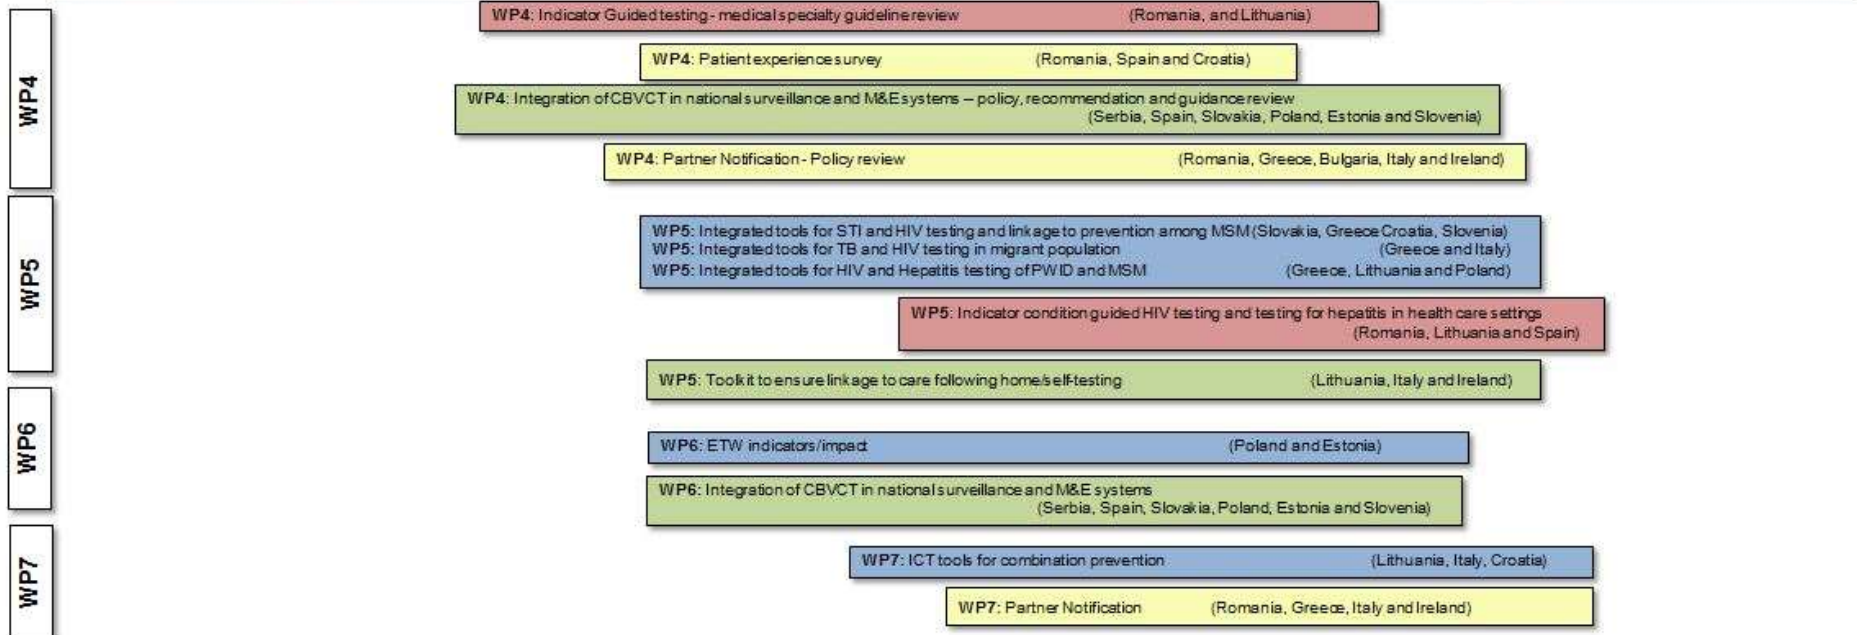 WP4
WP4: Indicator Guided testing - medical specialty guideline review (Romania, and Lithuania)
WP4: Patient experience survey (Romania, Spain and Croatia)
WP4: Integration of CBVCT in national surveillance and M&E systems – policy, recommendation and guidance review
(Serbia, Spain, Slovakia, Poland, Estonia and Slovenia)
WP4: Partner Notification - Policy review (Romania, Greece, Bulgaria, Italy and Ireland)
WP5
WP5: Integrated tools for STI and HIV testing and linkage to prevention among MSM (Slovakia, Greece Croatia, Slovenia)
WP5: Integrated tools for TB and HIV testing in migrant population (Greece and Italy)
WP5: Integrated tools for HIV and Hepatitis testing of PWID and MSM (Greece, Lithuania and Poland)
WP5: Indicator condition guided HIV testing and testing for hepatitis in health care settings
(Romania, Lithuania and Spain)
WP5: Toolkit to ensure linkage to care following home/self-testing (Lithuania, Italy and Ireland)
WP6
WP6: ETW indicators/impact (Poland and Estonia)
WP6: Integration of CBVCT in national surveillance and M&E systems
(Serbia, Spain, Slovakia, Poland, Estonia and Slovenia)
WP7
WP7: ICT tools for combination prevention (Lithuania, Italy, Croatia)
WP7: Partner Notification (Romania, Greece, Italy and Ireland)